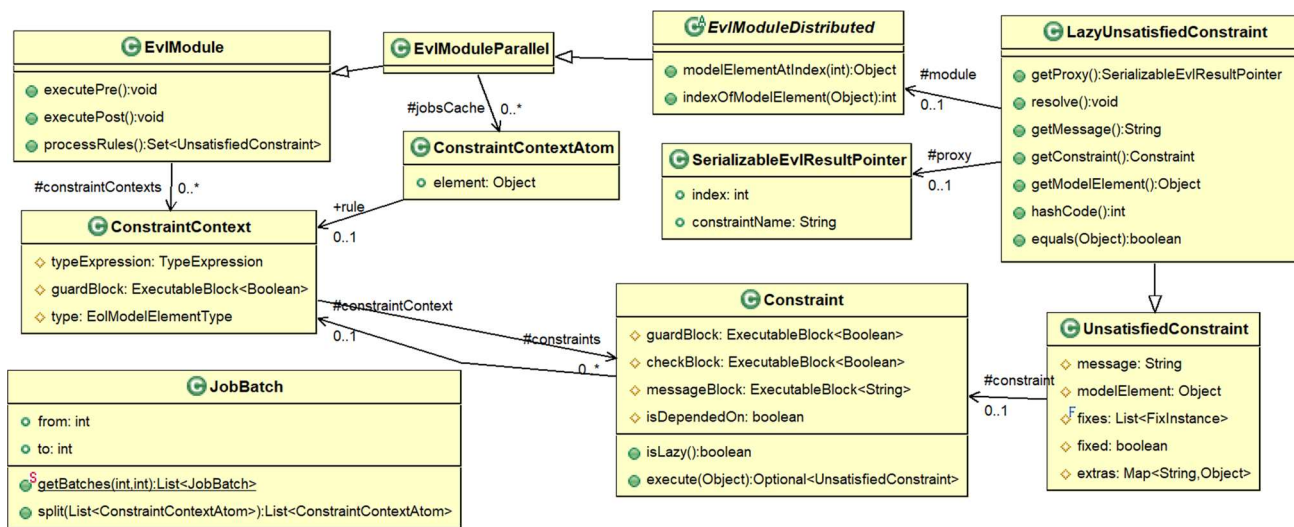 EvlModule
executePre():void
executePost():void
processRules():Set<UnsatisfiedConstraint>
EvlModuleParallel
EvlModuleDistributed
modelElementAtIndex(int):Object
indexOfModelElement(Object):int
LazyUnsatisfiedConstraint
getProxy():SerializableEvlResultPointer
resolve():void
getMessage():String
getConstraint():Constraint
getModelElement():Object
hashCode():int
equals(Object):boolean
#module
0..1
#jobsCache
0..*
ConstraintContextAtom
element: Object
SerializableEvlResultPointer
index: int
constraintName: String
#proxy
0..1
#constraintContexts
0..*
+rule
0..1
ConstraintContext
typeExpression: TypeExpression
guardBlock: ExecutableBlock<Boolean>
type: EolModelElementType
#constraintContext
0..1
#constraints
0..*
Constraint
guardBlock: ExecutableBlock<Boolean>
checkBlock: ExecutableBlock<Boolean>
messageBlock: ExecutableBlock<String>
isDependedOn: boolean
isLazy():boolean
execute(Object):Optional<UnsatisfiedConstraint>
#constraint
0..1
UnsatisfiedConstraint
message: String
modelElement: Object
fixes: List<FixInstance>
fixed: boolean
extras: Map<String,Object>
JobBatch
from: int
to: int
getBatches(int,int):List<JobBatch>
split(List<ConstraintContextAtom>):List<ConstraintContextAtom>